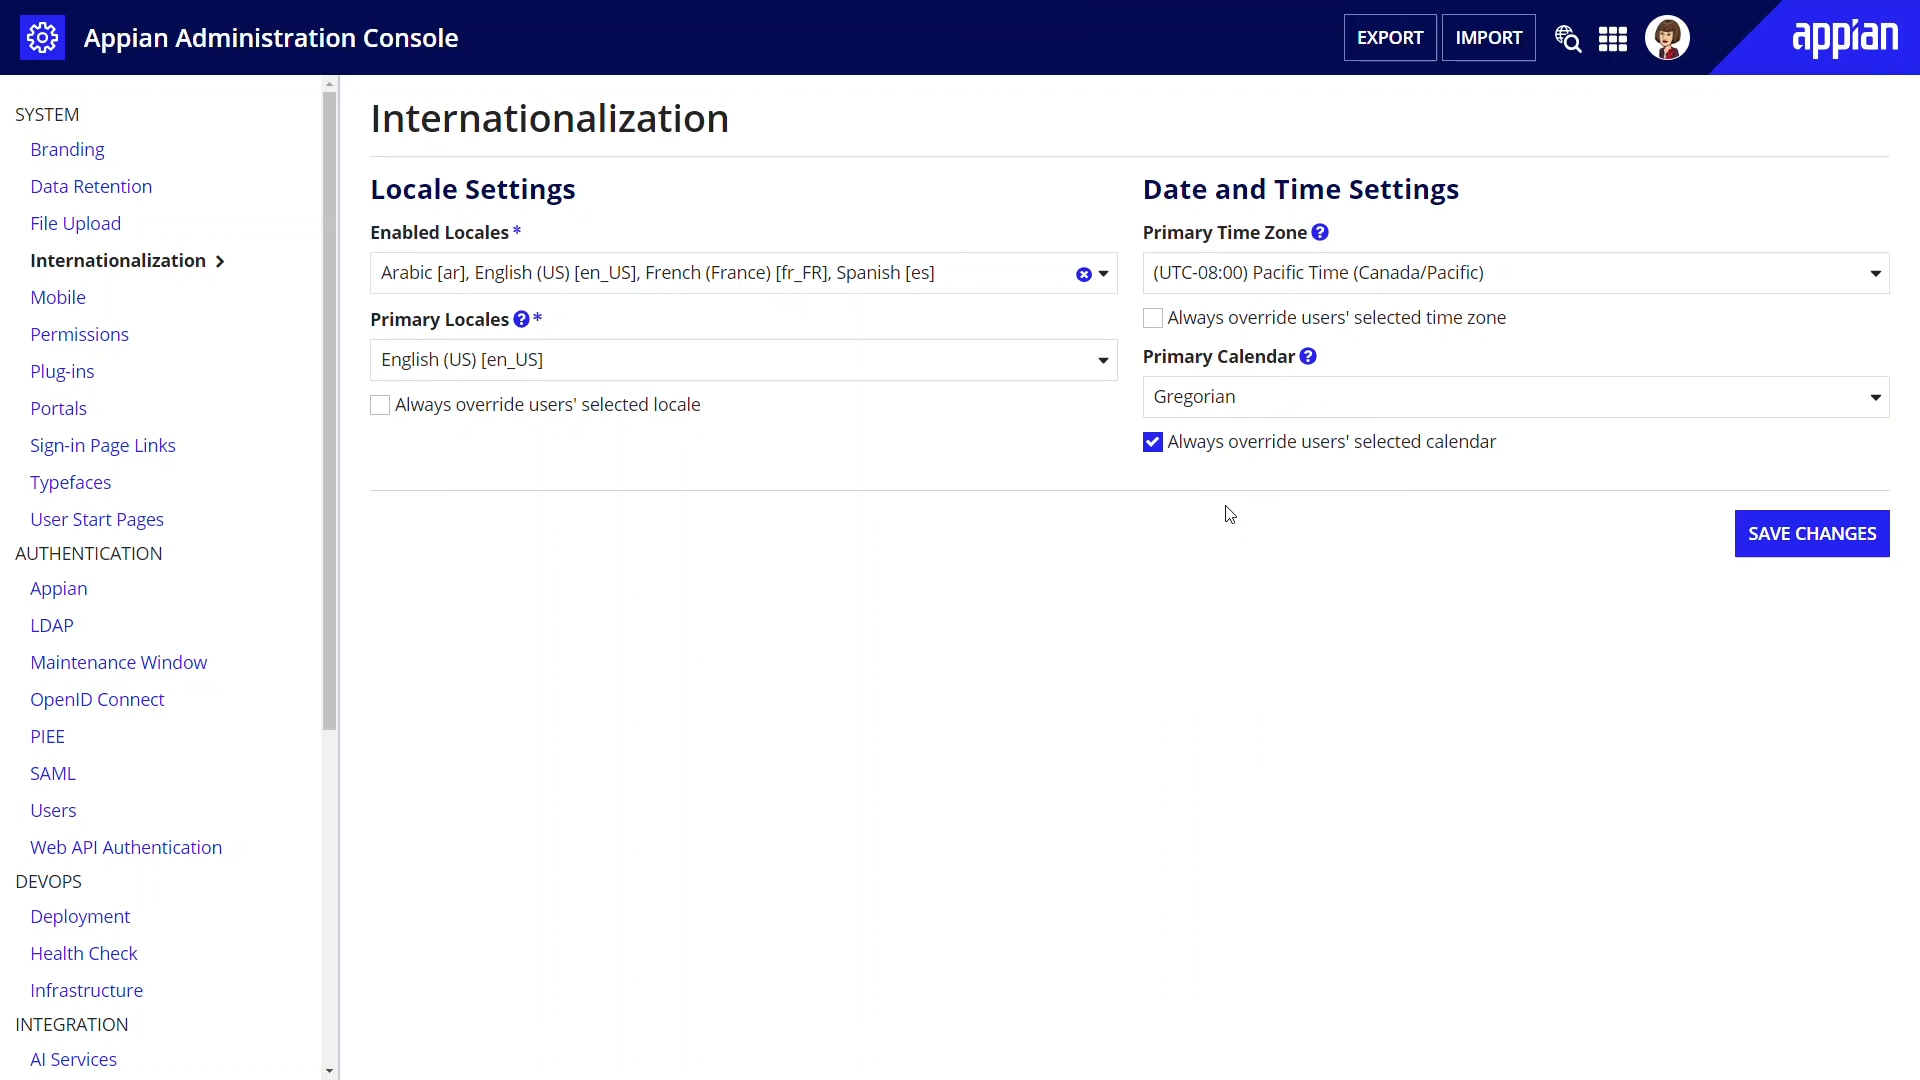 Appian Administration Console
EXPORT
IMPORT
appian
SYSTEM
Branding
Data Retention
File Upload
Internationalization
Mobile
Permissions
Plug-ins
Portals
Sign-in Page Links
Typefaces
User Start Pages
AUTHENTICATION
Appian
LDAP
Maintenance Window
OpenID Connect
PIEE
SAML
Users
Web API Authentication
DEVOPS
Deployment
Health Check
Infrastructure
INTEGRATION
AI Services
Internationalization
Locale Settings
Enabled Locales *
Arabic [ar], English (US) [en_US], French (France) [fr_FR], Spanish [es]
Primary Locales ? *
English (US) [en_US]
Always override users' selected locale
Date and Time Settings
Primary Time Zone ?
(UTC-08:00) Pacific Time (Canada/Pacific)
Always override users' selected time zone
Primary Calendar ?
Gregorian
Always override users' selected calendar
SAVE CHANGES